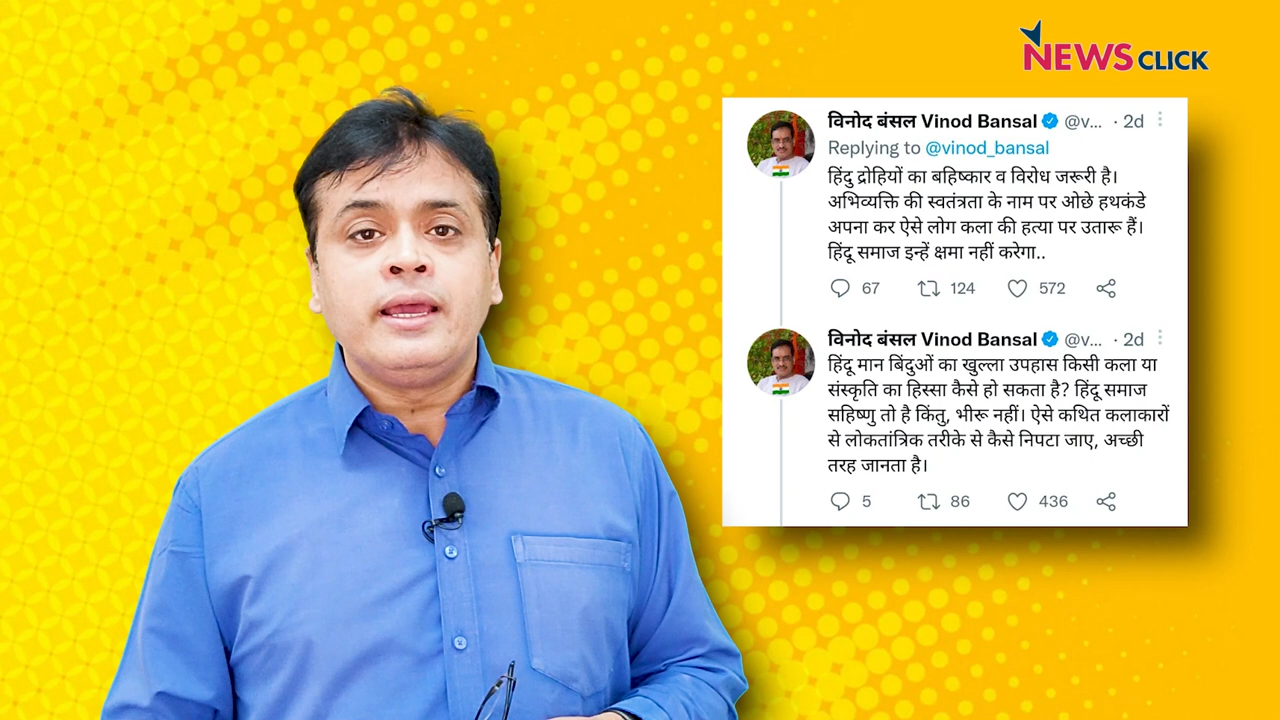 NEWS CLICK
विनोद बंसल Vinod Bansal @v... · 2d
Replying to @vinod_bansal
हिंदु द्रोहियों का बहिष्कार व विरोध जरूरी है।
अभिव्यक्ति की स्वतंत्रता के नाम पर ओछे हथकंडे
अपना कर ऐसे लोग कला की हत्या पर उतारू हैं।
हिंदू समाज इन्हें क्षमा नहीं करेगा..
67 124 572
विनोद बंसल Vinod Bansal @v... · 2d
हिंदू मान बिंदुओं का खुल्ला उपहास किसी कला या
संस्कृति का हिस्सा कैसे हो सकता है? हिंदू समाज
सहिष्णु तो है किंतु, भीरू नहीं। ऐसे कथित कलाकारों
से लोकतांत्रिक तरीके से कैसे निपटा जाए, अच्छी
तरह जानता है।
5 86 436